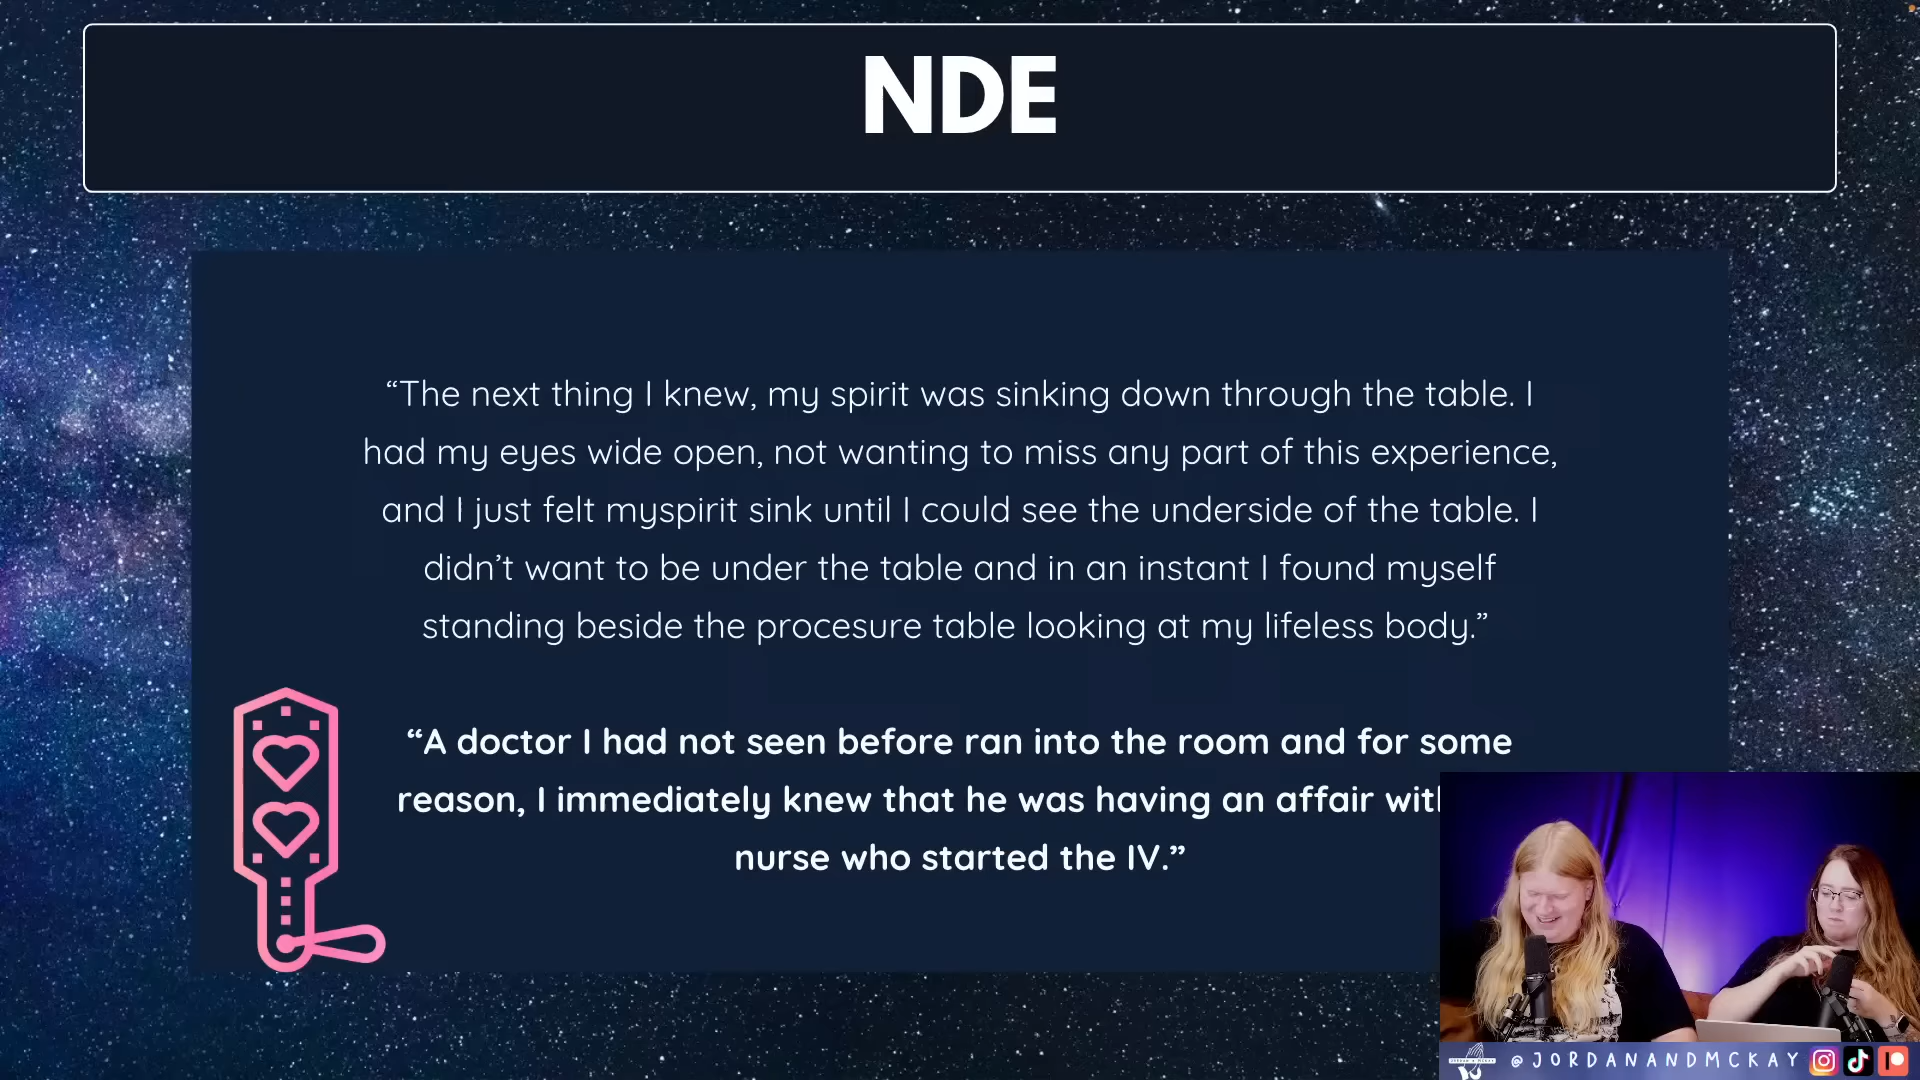 NDE
“The next thing I knew, my spirit was sinking down through the table. I
had my eyes wide open, not wanting to miss any part of this experience,
and I just felt myspirit sink until I could see the underside of the table. I
didn’t want to be under the table and in an instant I found myself
standing beside the procesure table looking at my lifeless body.”
“A doctor I had not seen before ran into the room and for some
reason, I immediately knew that he was having an affair with
nurse who started the IV.”
@JORDANANDMCKAY